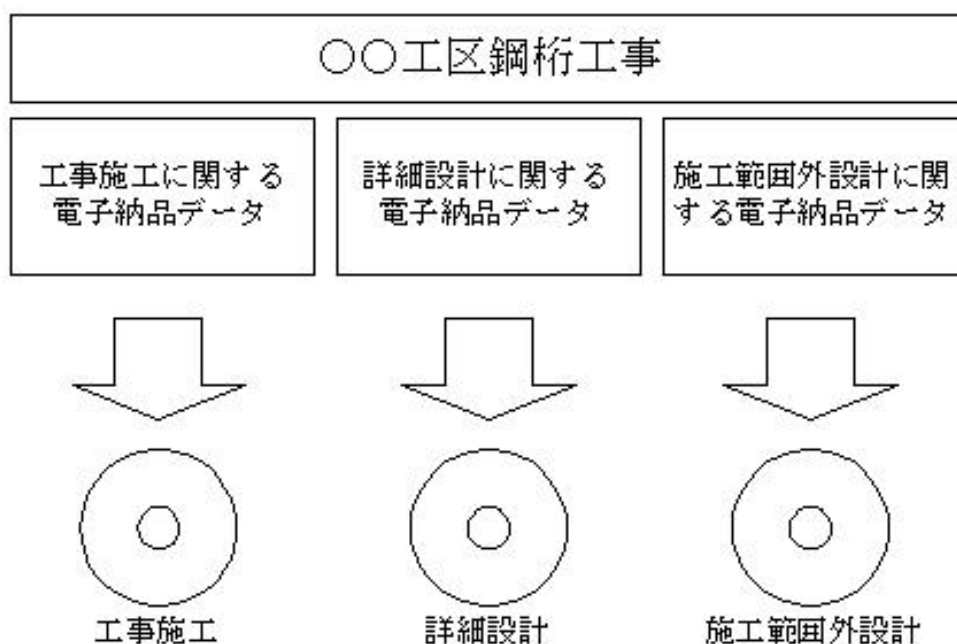 ○○工区鋼桁工事
工事施工に関する
電子納品データ
詳細設計に関する
電子納品データ
施工範囲外設計に関
する電子納品データ
工事施工
詳細設計
施工範囲外設計